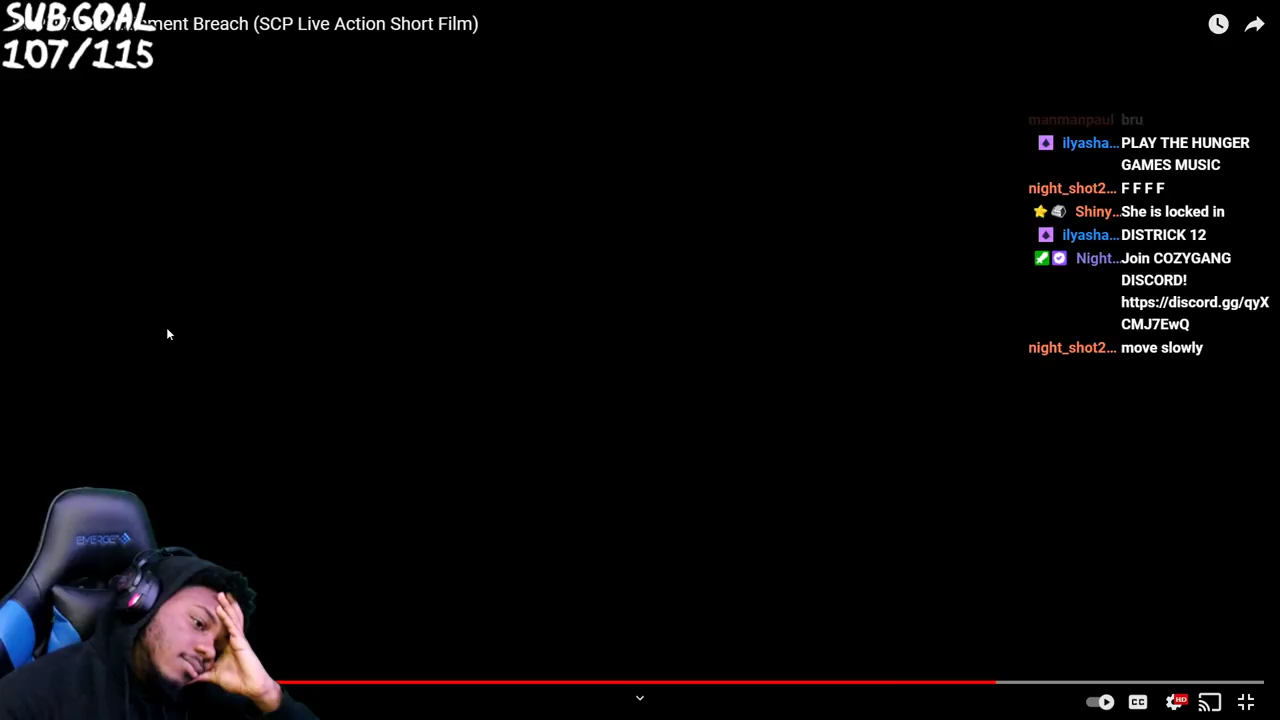 SUB GOAL
ment Breach (SCP Live Action Short Film)
107/115
manmanpaul bru
ilyasha... PLAY THE HUNGER
GAMES MUSIC
night_shot2... F F F F
Shiny... She is locked in
ilyasha... DISTRICK 12
Night... Join COZYGANG
DISCORD!
https://discord.gg/qyX
CMJ7EwQ
night_shot2... move slowly
EMERGE
CC
HD